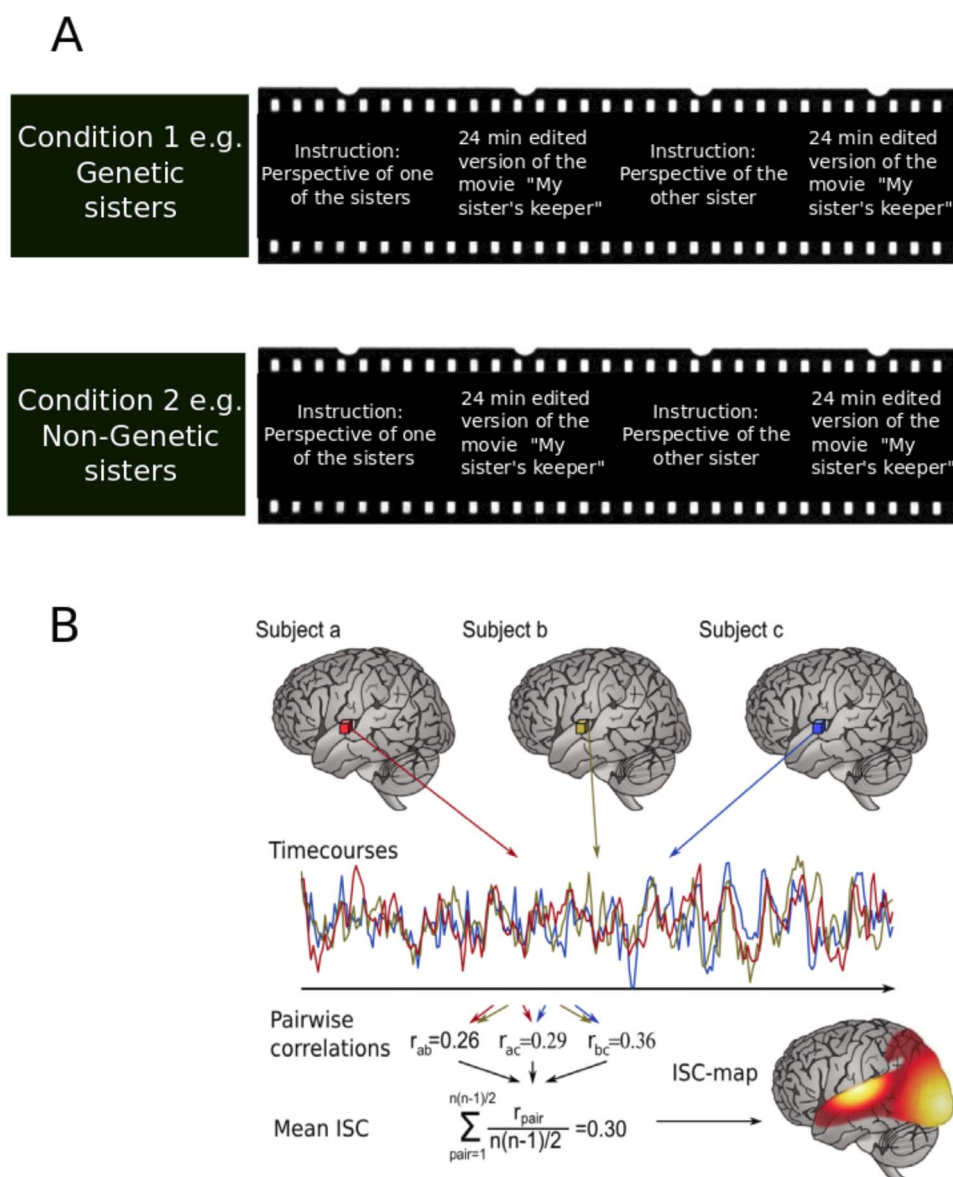 A
Condition 1 e.g.
Genetic
sisters
Instruction:
Perspective of one
of the sisters
24 min edited
version of the
movie "My
sister's keeper"
Instruction:
Perspective of the
other sister
24 min edited
version of the
movie "My
sister's keeper"
Condition 2 e.g.
Non-Genetic
sisters
Instruction:
Perspective of one
of the sisters
24 min edited
version of the
movie "My
sister's keeper"
Instruction:
Perspective of the
other sister
24 min edited
version of the
movie "My
sister's keeper"
B
Subject a
Subject b
Subject c
Timecourses
Pairwise
correlations
r_ab=0.26
r_ac=0.29
r_bc=0.36
ISC-map
Mean ISC
n(n-1)/2
Σ
pair=1
r_pair
n(n-1)/2
=0.30